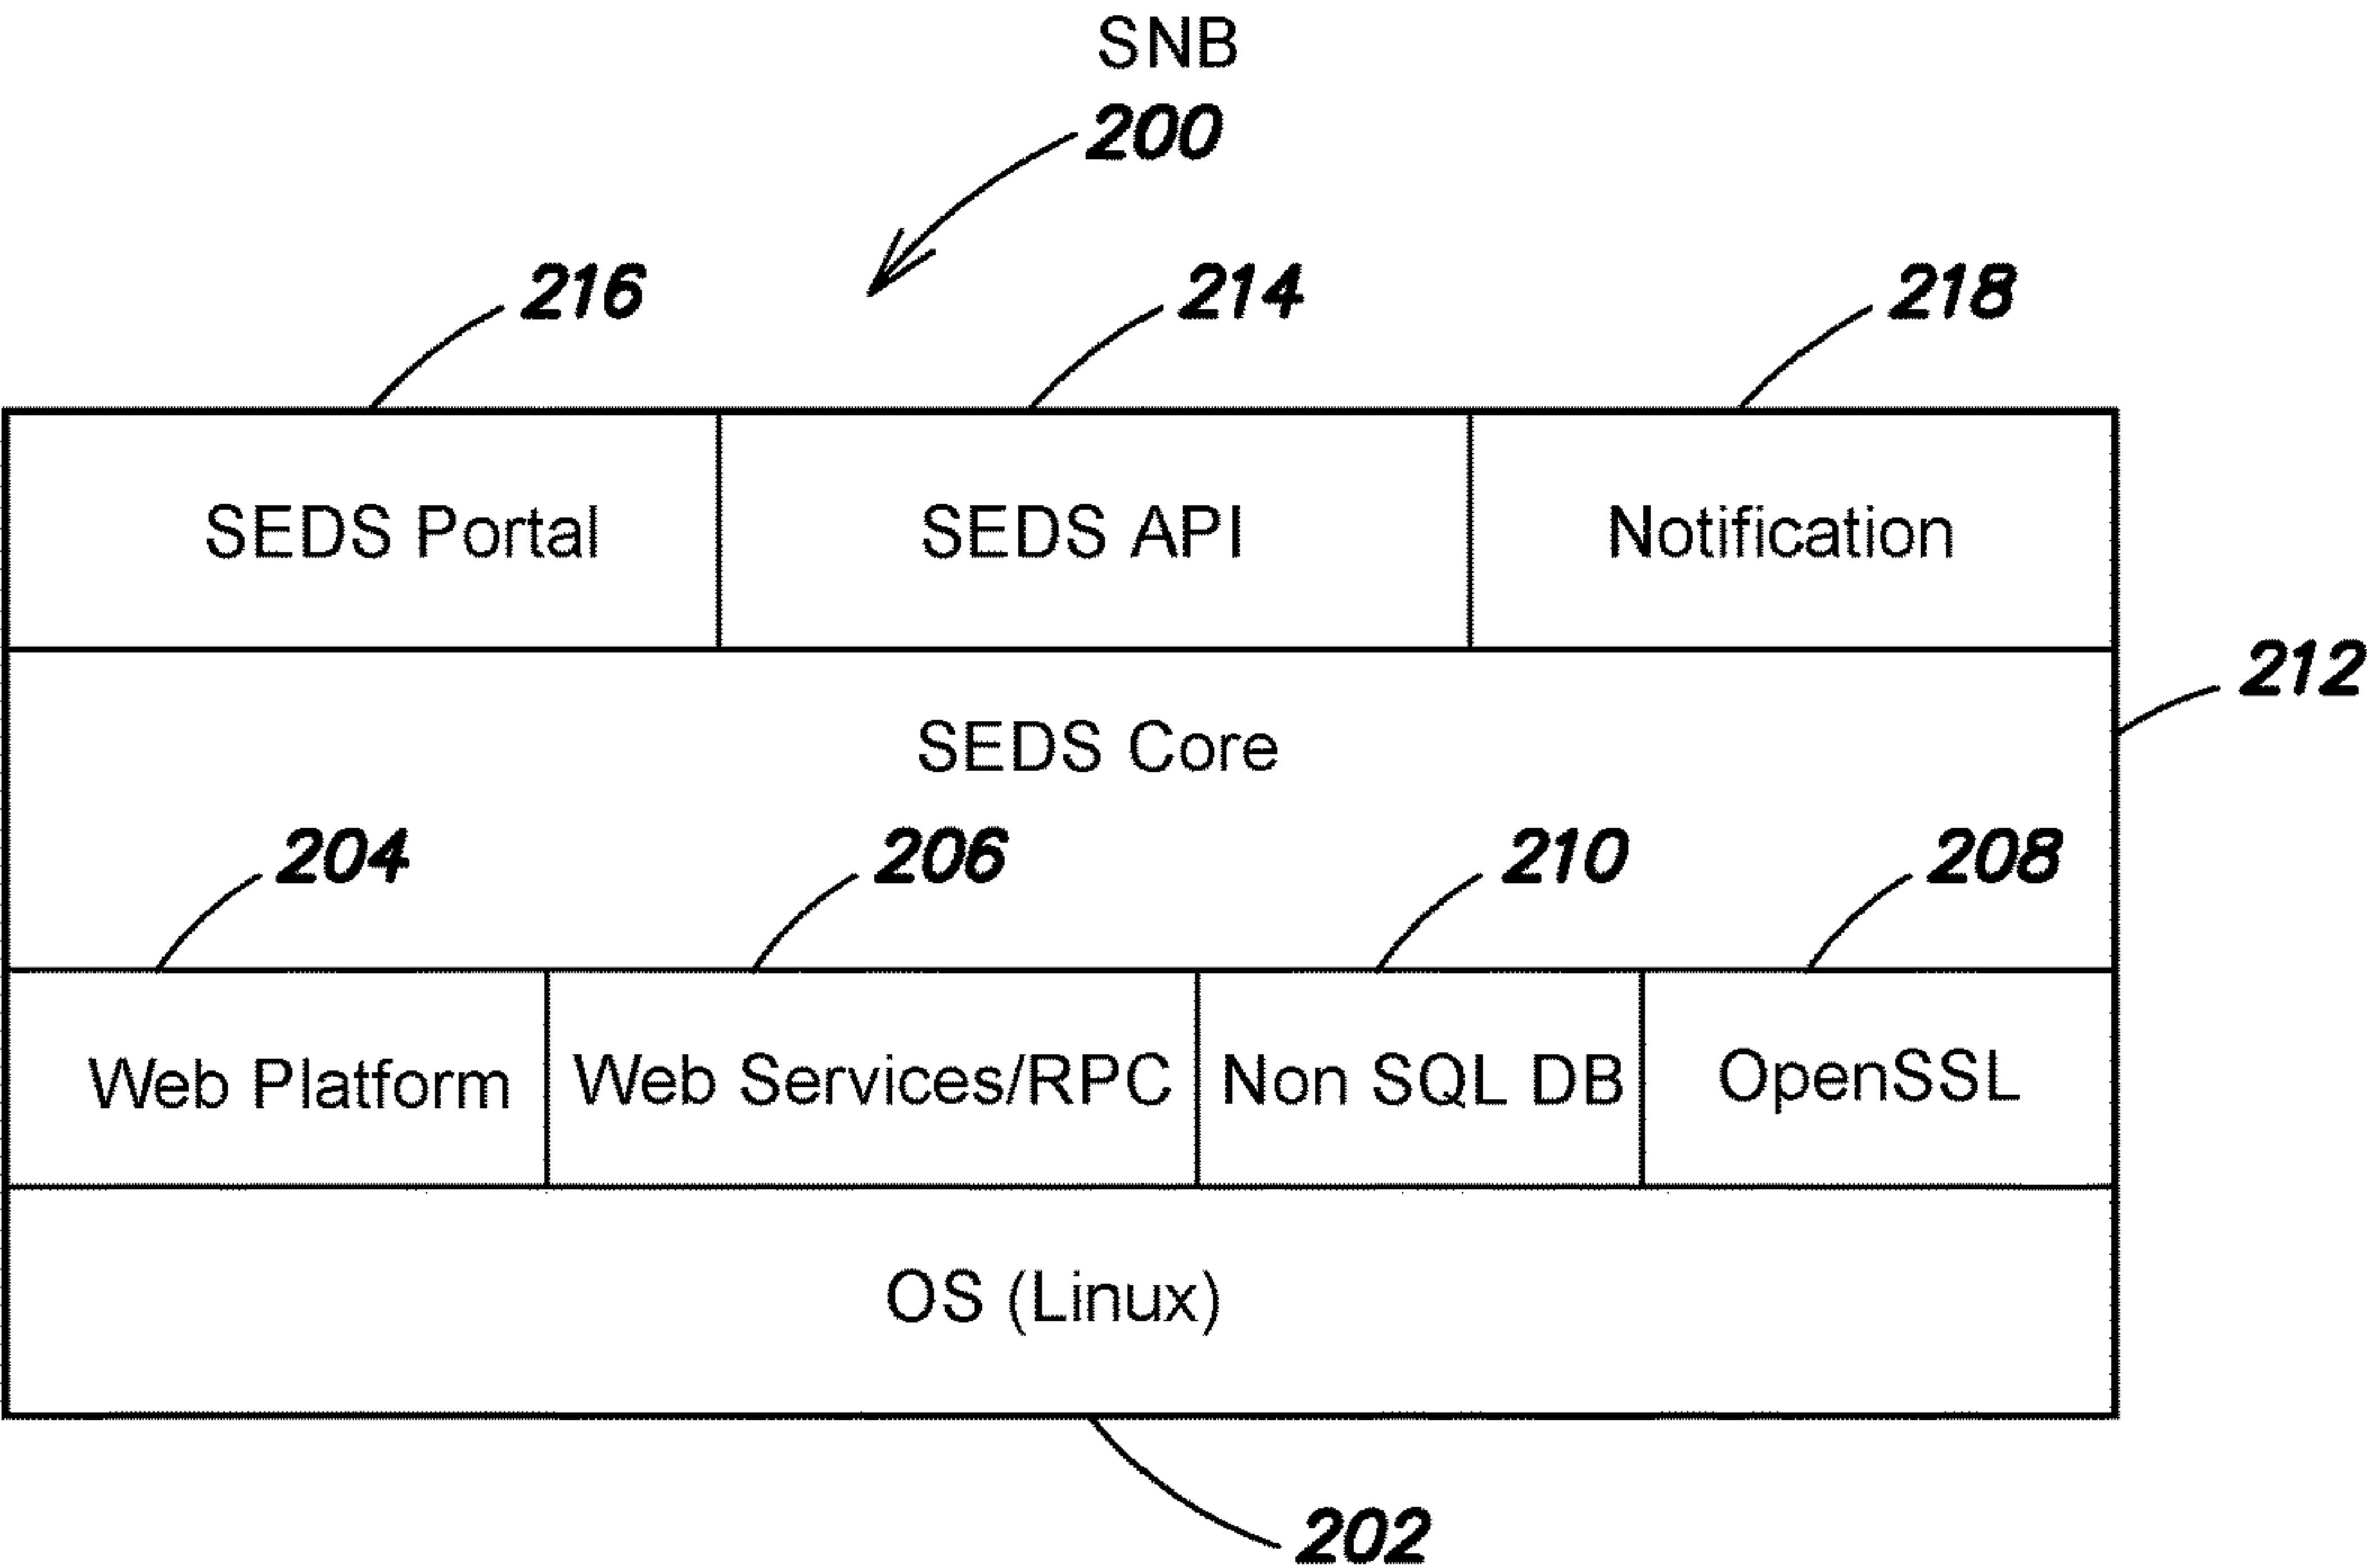 SNB
200
216 214 218
SEDS Portal SEDS API Notification
212
SEDS Core
204 206 210 208
Web Platform Web Services/RPC Non SQL DB OpenSSL
OS (Linux)
202